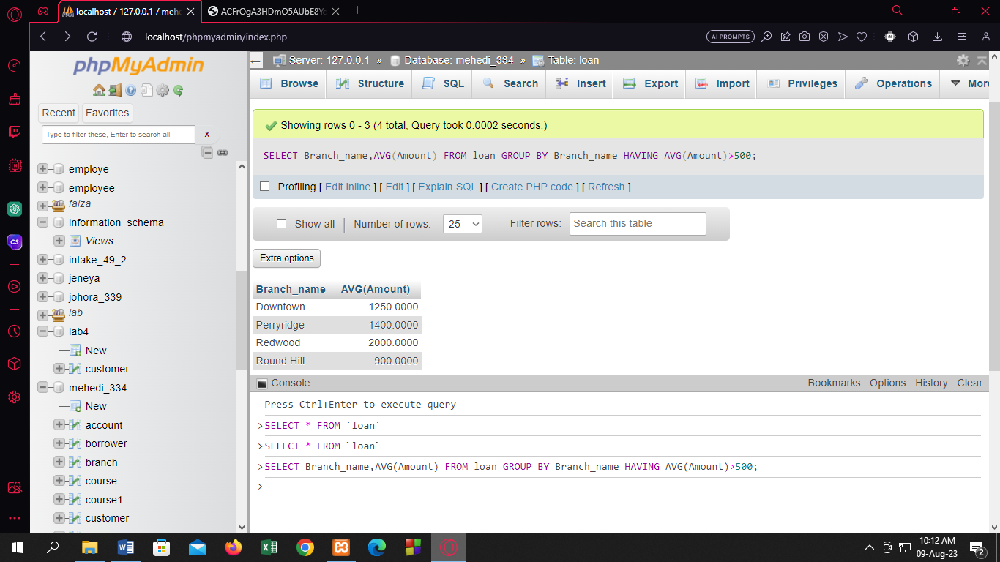 localhost / 127.0.0.1 / mehe
ACFrOgA3HDmO5AUbE8Yc
localhost/phpmyadmin/index.php
AI PROMPTS
phpMyAdmin
Recent
Favorites
Type to filter these, Enter to search all
x
employe
employee
faiza
information_schema
Views
intake_49_2
jeneya
johora_339
lab
lab4
New
customer
mehedi_334
New
account
borrower
branch
course
course1
customer
Server: 127.0.0.1 » Database: mehedi_334 » Table: loan
Browse Structure SQL Search Insert Export Import Privileges Operations More
Showing rows 0 - 3 (4 total, Query took 0.0002 seconds.)
SELECT Branch_name,AVG(Amount) FROM loan GROUP BY Branch_name HAVING AVG(Amount)>500;
Profiling [ Edit inline ] [ Edit ] [ Explain SQL ] [ Create PHP code ] [ Refresh ]
Show all Number of rows: 25 Filter rows: Search this table
Extra options
Branch_name AVG(Amount)
Downtown 1250.0000
Perryridge 1400.0000
Redwood 2000.0000
Round Hill 900.0000
Console Bookmarks Options History Clear
Press Ctrl+Enter to execute query
>SELECT * FROM `loan`
>SELECT * FROM `loan`
>SELECT Branch_name,AVG(Amount) FROM loan GROUP BY Branch_name HAVING AVG(Amount)>500;
>
10:12 AM
09-Aug-23
2